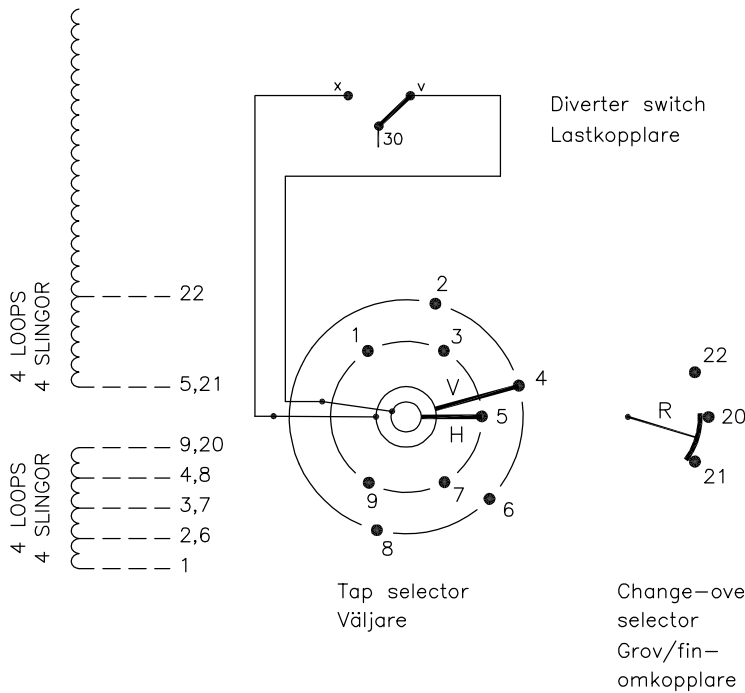 x
v
30
Diverter switch
Lastkopplare
4 LOOPS
4 SLINGOR
22
5,21
4 LOOPS
4 SLINGOR
9,20
4,8
3,7
2,6
1
2
1
3
V
4
5
H
9
7
6
8
Tap selector
Väljare
22
R
20
21
Change-ove
selector
Grov/fin-
omkopplare